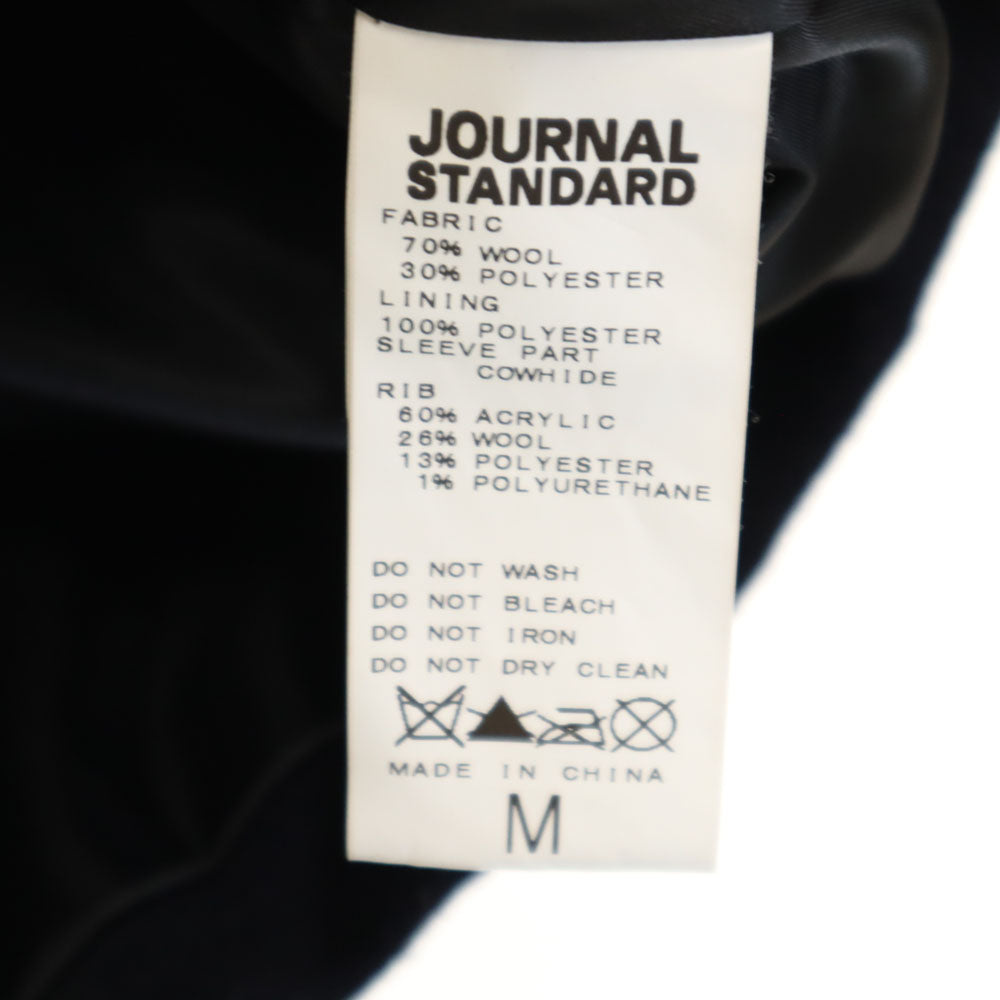 JOURNAL
STANDARD
FABRIC
70% WOOL
30% POLYESTER
LINING
100% POLYESTER
SLEEVE PART
COWHIDE
RIB
60% ACRYLIC
26% WOOL
13% POLYESTER
1% POLYURETHANE
DO NOT WASH
DO NOT BLEACH
DO NOT IRON
DO NOT DRY CLEAN
MADE IN CHINA
M